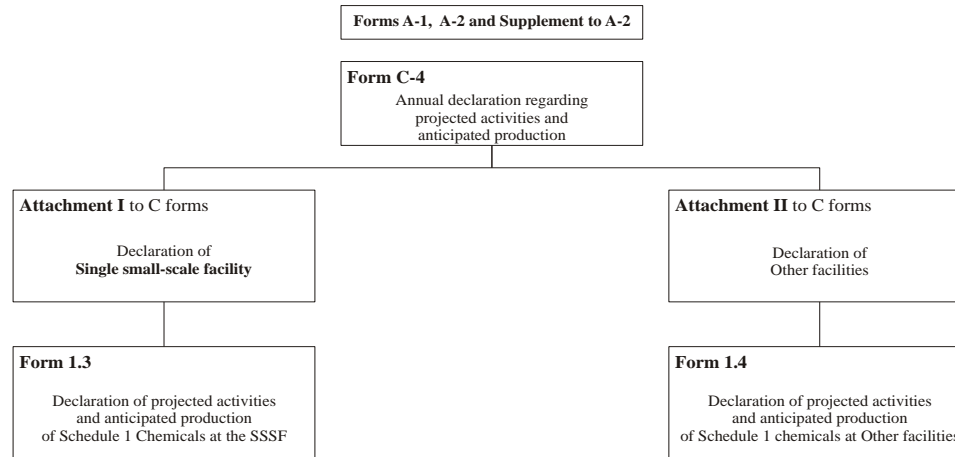 Forms A-1, A-2 and Supplement to A-2
Form C-4
Annual declaration regarding
projected activities and
anticipated production
Attachment I to C forms
Declaration of
Single small-scale facility
Attachment II to C forms
Declaration of
Other facilities
Form 1.3
Declaration of projected activities
and anticipated production
of Schedule 1 Chemicals at the SSSF
Form 1.4
Declaration of projected activities
and anticipated production
of Schedule 1 chemicals at Other facilities